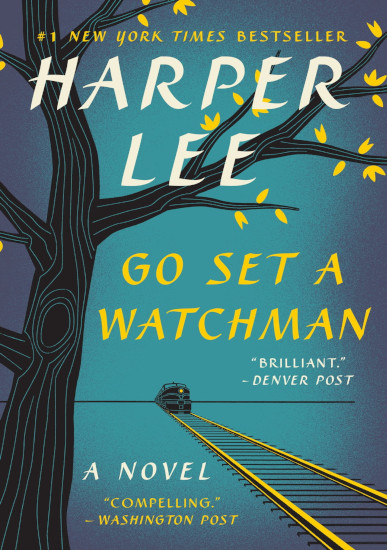 #1 NEW YORK TIMES BESTSELLER
HARPER
LEE
GO SET A
WATCHMAN
“BRILLIANT.”
– DENVER POST
A NOVEL
“COMPELLING.”
– WASHINGTON POST